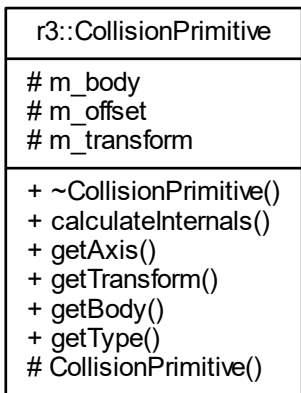 r3::CollisionPrimitive
# m_body
# m_offset
# m_transform
+ ~CollisionPrimitive()
+ calculateInternals()
+ getAxis()
+ getTransform()
+ getBody()
+ getType()
# CollisionPrimitive()